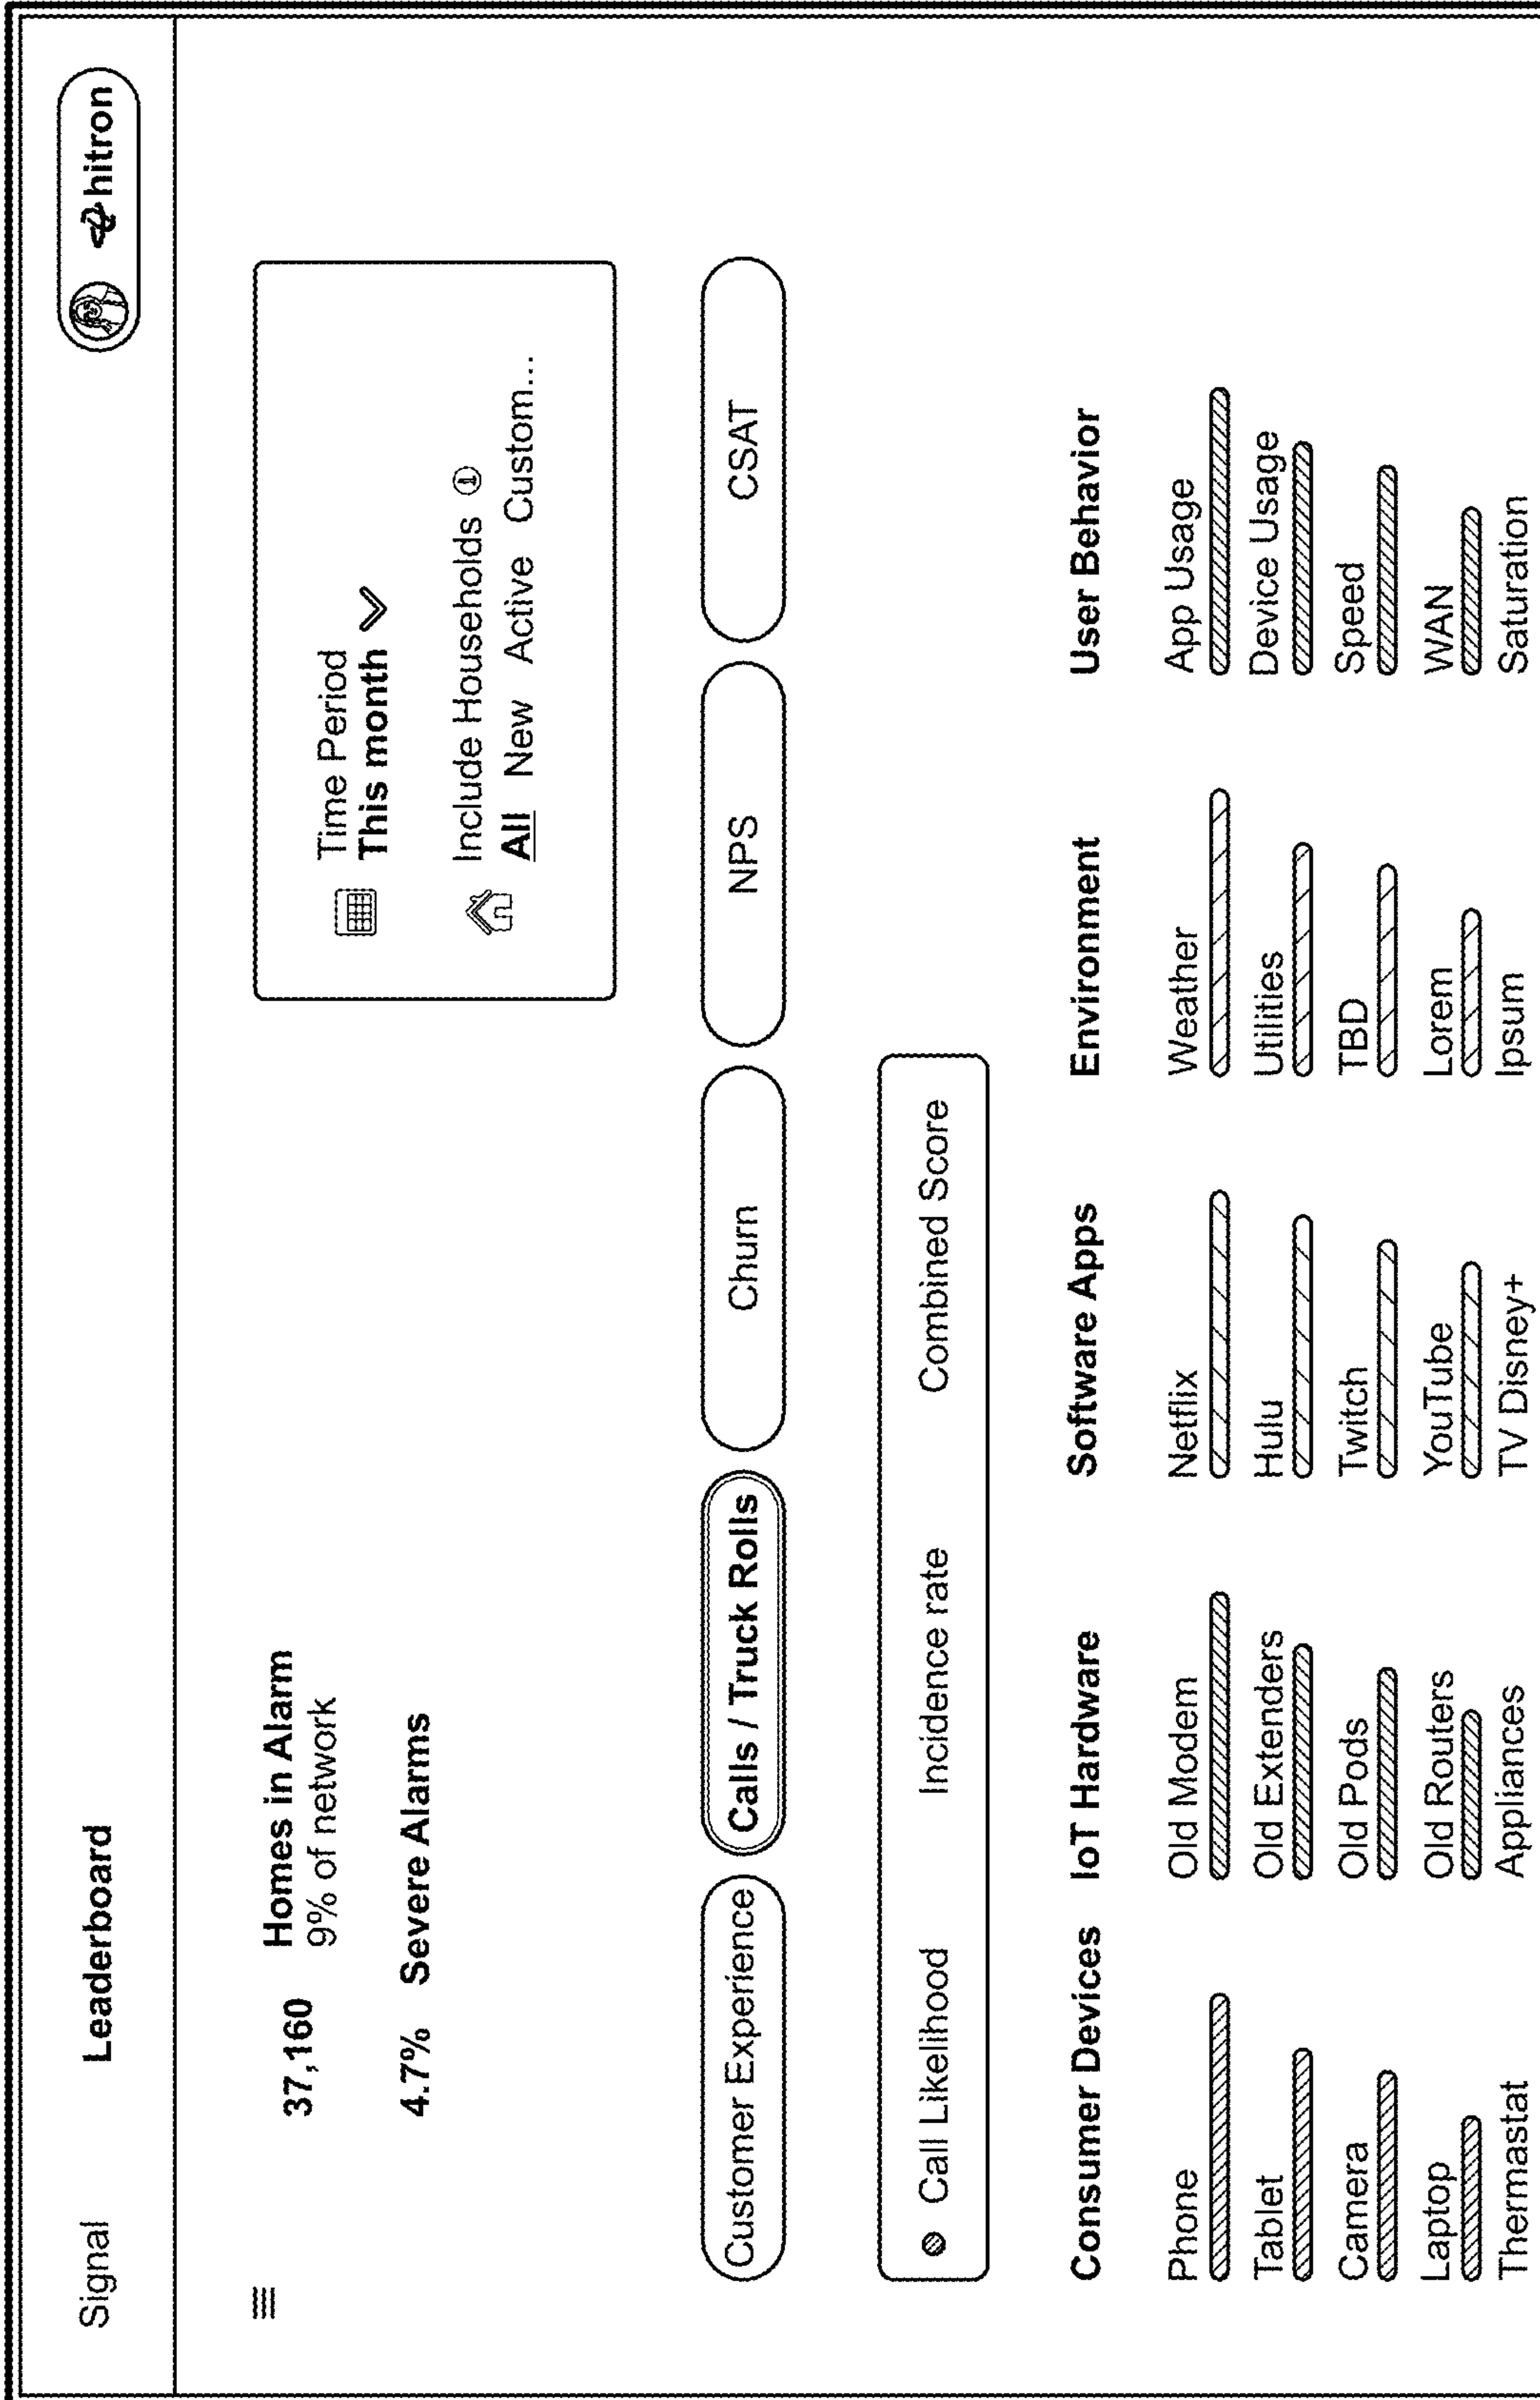 Signal Leaderboard hitron
37,160 Homes in Alarm
9% of network
4.7% Severe Alarms
Time Period
This month
Include Households
All New Active Custom...
Customer Experience Calls / Truck Rolls Churn NPS CSAT
Call Likelihood Incidence rate Combined Score
Consumer Devices IoT Hardware Software Apps Environment User Behavior
Phone Old Modem Netflix Weather App Usage
Tablet Old Extenders Hulu Utilities Device Usage
Camera Old Pods Twitch TBD Speed
Laptop Old Routers YouTube Lorem WAN
Thermastat Appliances TV Disney+ Ipsum Saturation